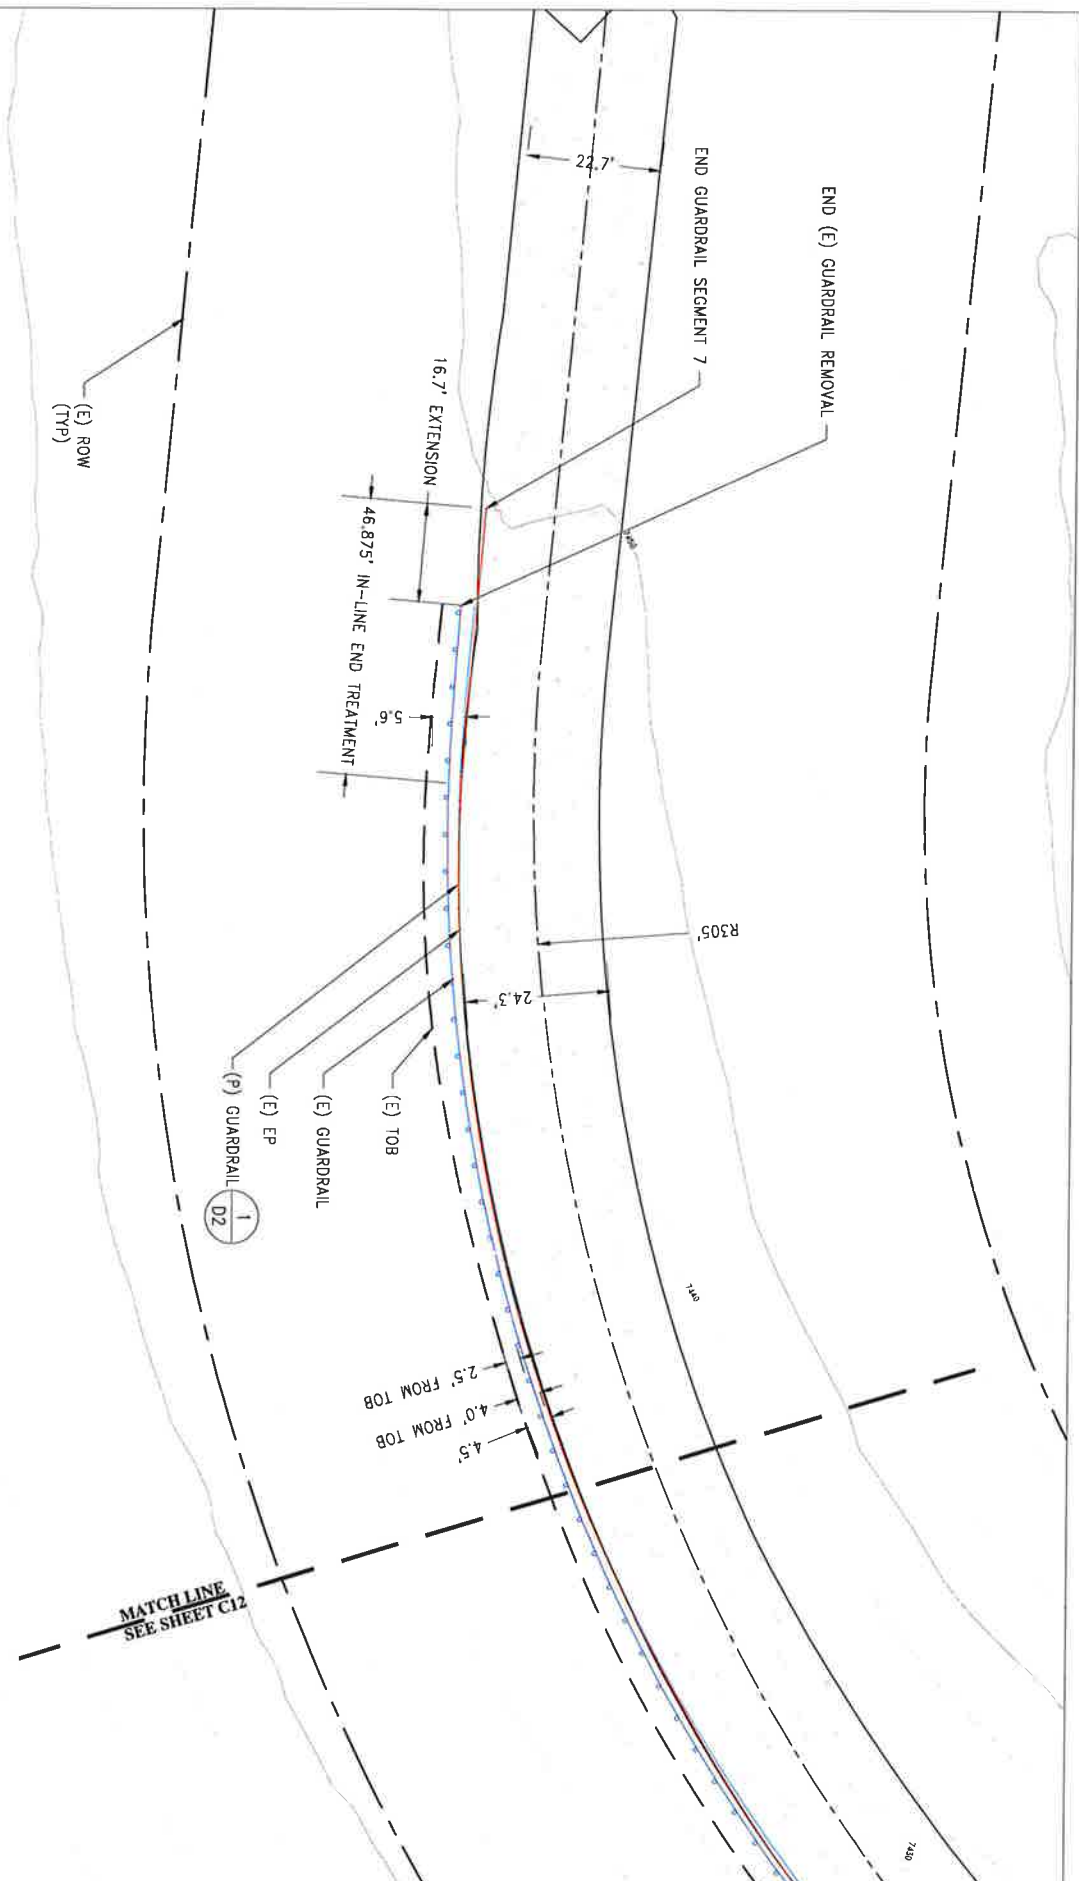 END (E) GUARDRAIL REMOVAL
END GUARDRAIL SEGMENT 7
22.7'
16.7' EXTENSION
46.875' IN-LINE END TREATMENT
(E) ROW
(TYP)
5.6'
R305'
24.3'
(E) TOB
(E) GUARDRAIL
(E) EP
(P) GUARDRAIL
1
D2
7450
7440
2.5' FROM TOB
4.0' FROM TOB
4.5'
MATCH LINE
SEE SHEET C12
7430